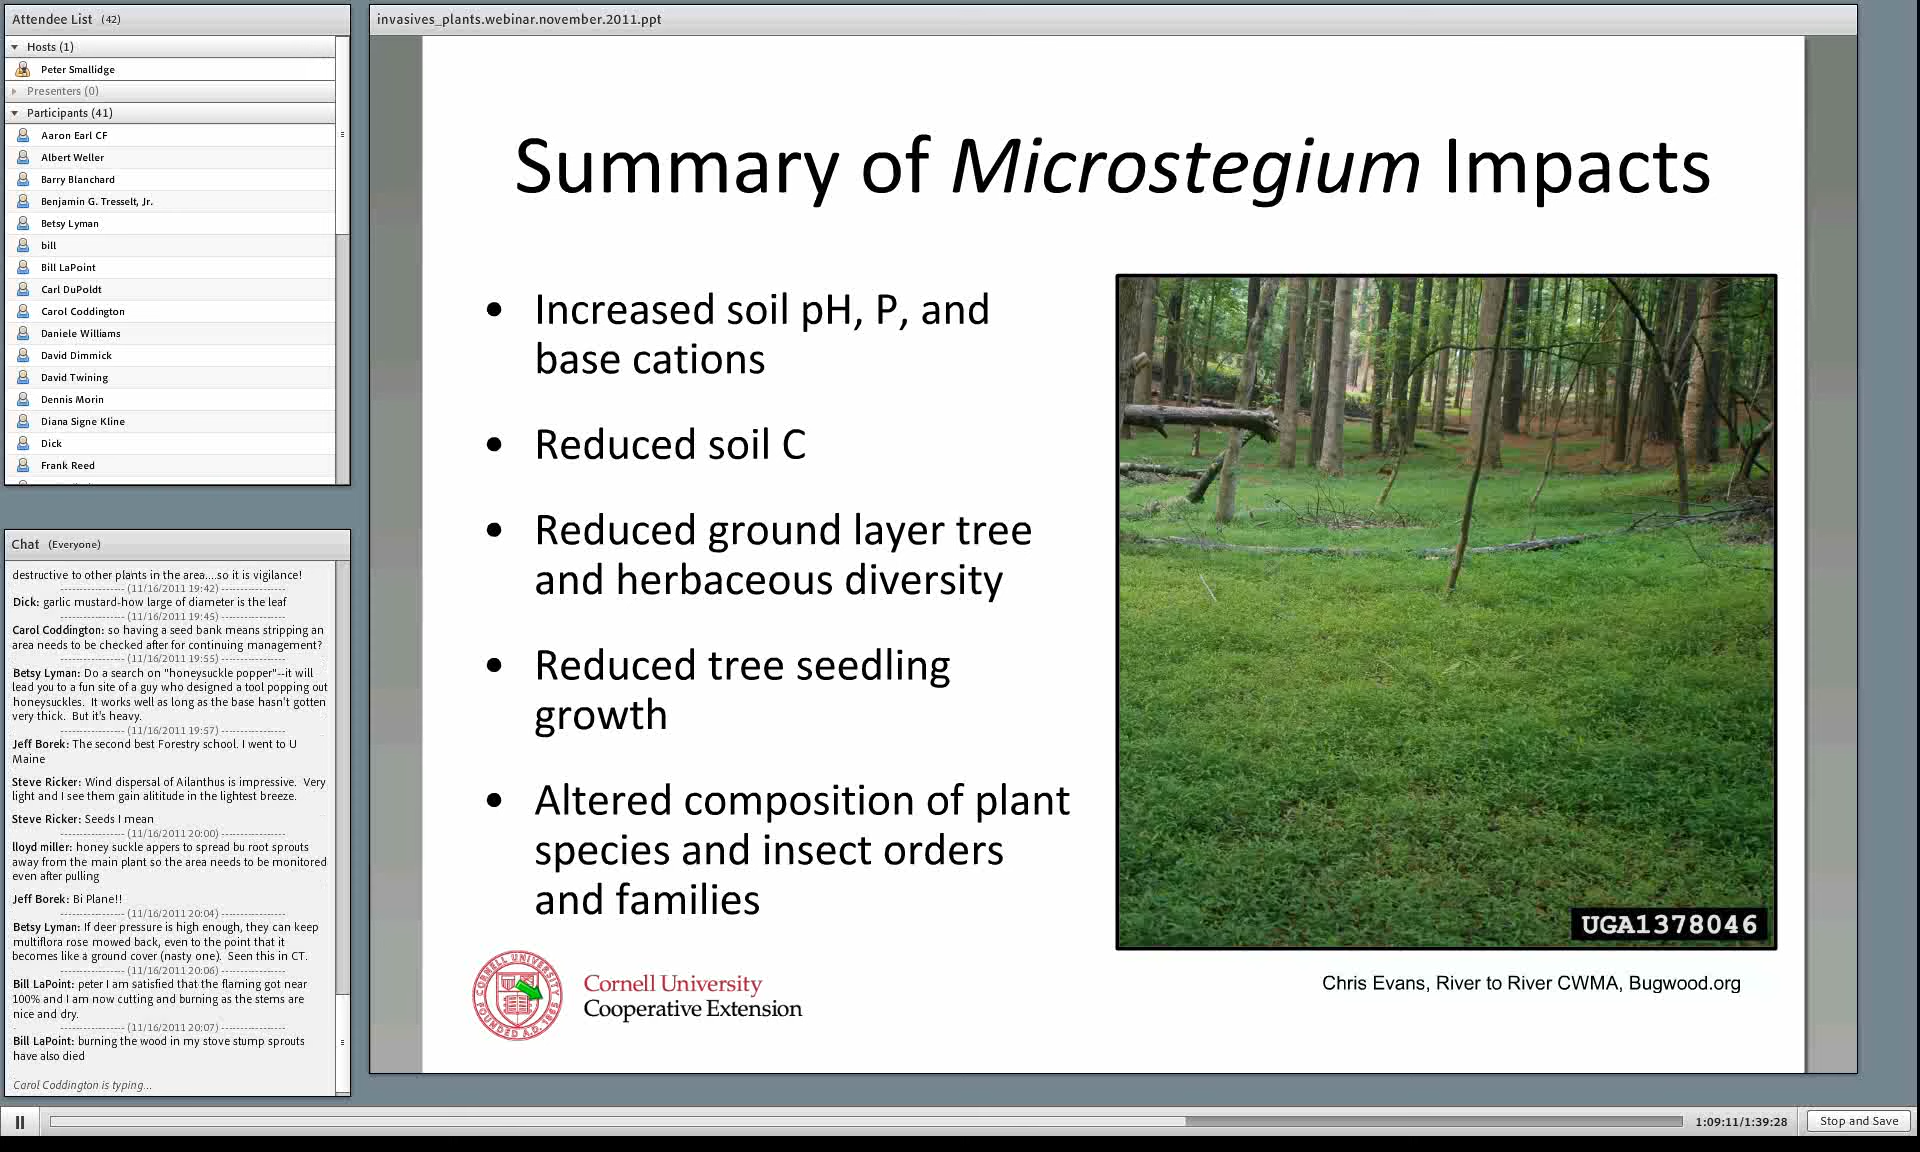 Attendee List (42)
Hosts (1)
Peter Smallidge
Presenters (0)
Participants (41)
Aaron Earl CF
Albert Weller
Barry Blanchard
Benjamin G. Tresselt, Jr.
Betsy Lyman
bill
Bill LaPoint
Carl DuPoldt
Carol Coddington
Daniele Williams
David Dimmick
David Twining
Dennis Morin
Diana Signe Kline
Dick
Frank Reed
Chat (Everyone)
destructive to other plants in the area....so it is vigilance!
----------------- (11/16/2011 19:42) -----------------
Dick: garlic mustard-how large of diameter is the leaf
----------------- (11/16/2011 19:45) -----------------
Carol Coddington: so having a seed bank means stripping an
area needs to be checked after for continuing management?
----------------- (11/16/2011 19:55) -----------------
Betsy Lyman: Do a search on "honeysuckle popper"--it will
lead you to a fun site of a guy who designed a tool popping out
honeysuckles.  It works well as long as the base hasn't gotten
very thick.  But it's heavy.
----------------- (11/16/2011 19:57) -----------------
Jeff Borek: The second best Forestry school. I went to U
Maine
Steve Ricker: Wind dispersal of Ailanthus is impressive.  Very
light and I see them gain alititude in the lightest breeze.
Steve Ricker: Seeds I mean
----------------- (11/16/2011 20:00) -----------------
lloyd miller: honey suckle appers to spread bu root sprouts
away from the main plant so the area needs to be monitored
even after pulling
Jeff Borek: Bi Plane!!
----------------- (11/16/2011 20:04) -----------------
Betsy Lyman: If deer pressure is high enough, they can keep
multiflora rose mowed back, even to the point that it
becomes like a ground cover (nasty one).  Seen this in CT.
----------------- (11/16/2011 20:06) -----------------
Bill LaPoint: peter I am satisfied that the flaming got near
100% and I am now cutting and burning as the stems are
nice and dry.
----------------- (11/16/2011 20:07) -----------------
Bill LaPoint: burning the wood in my stove stump sprouts
have also died
Carol Coddington is typing...
invasives_plants.webinar.november.2011.ppt
Summary of Microstegium Impacts
• Increased soil pH, P, and
base cations
• Reduced soil C
• Reduced ground layer tree
and herbaceous diversity
• Reduced tree seedling
growth
• Altered composition of plant
species and insect orders
and families
UGA1378046
Chris Evans, River to River CWMA, Bugwood.org
CORNELL UNIVERSITY
FOUNDED A.D. 1865
Cornell University
Cooperative Extension
1:09:11/1:39:28
Stop and Save